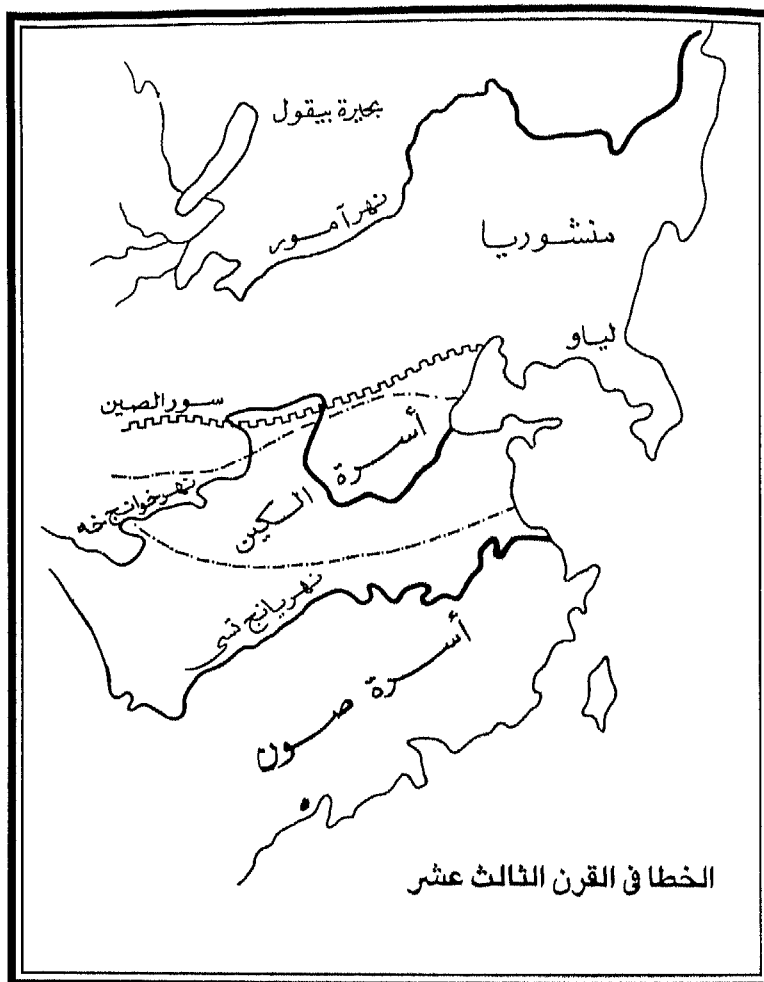 بحيرة بيقول
نهر آمور
منشوريا
لياو
سور الصين
أسرة السكين
نهر خوانج خه
نهر يانج تسى
أسرة صون
الخطا فى القرن الثالث عشر